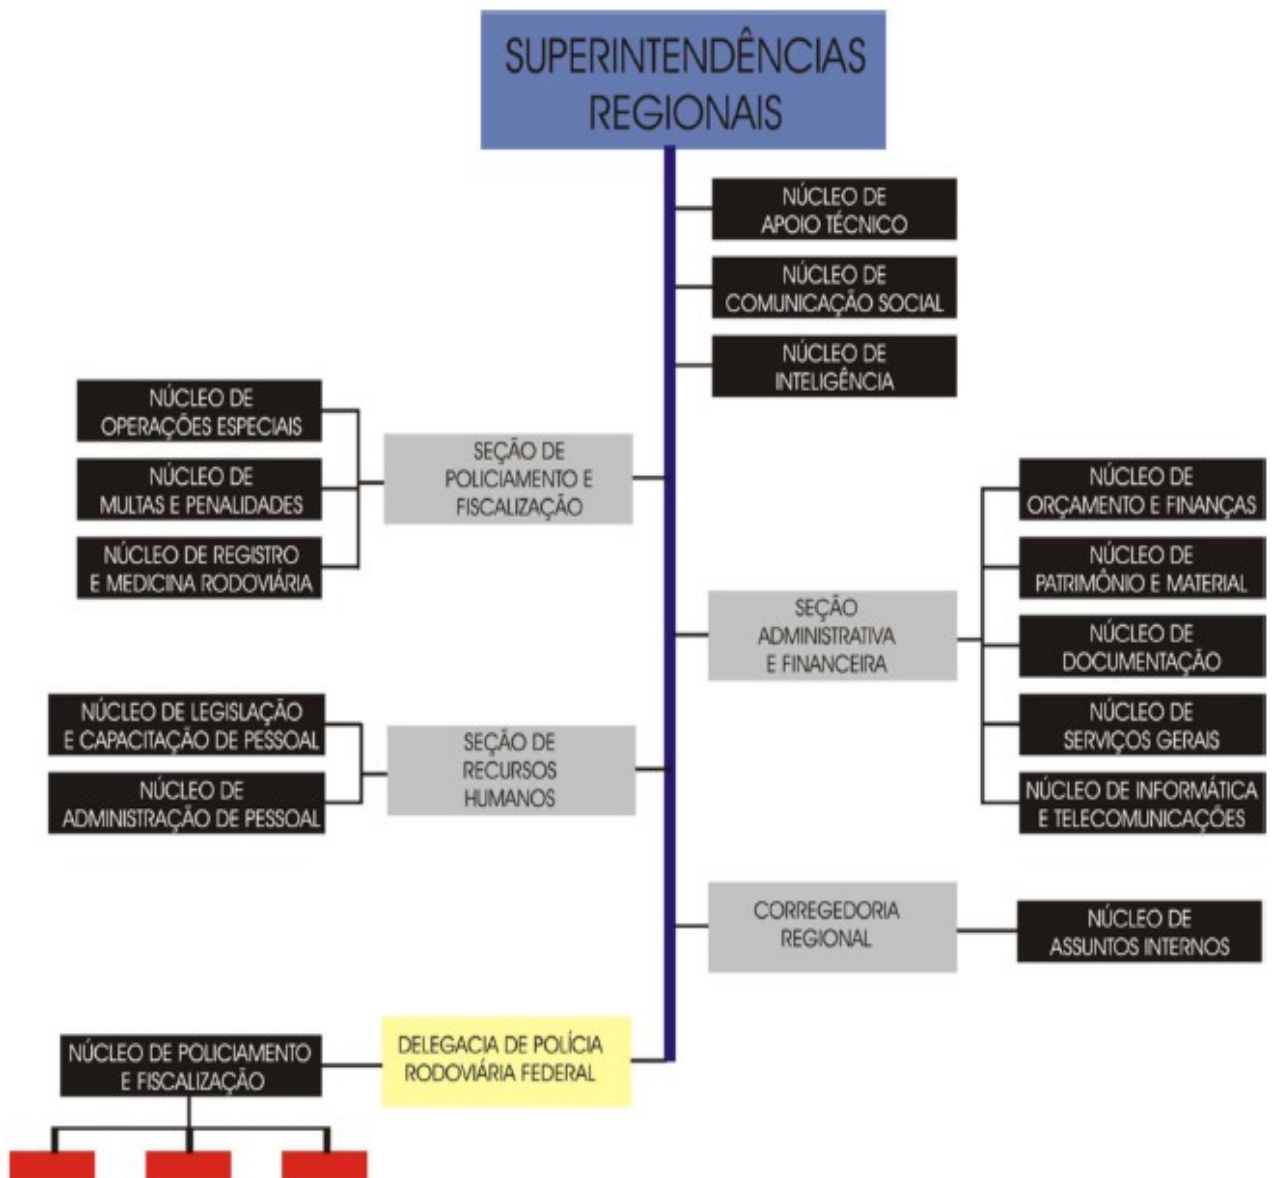 SUPERINTENDÊNCIAS
REGIONAIS
NÚCLEO DE
APOIO TÉCNICO
NÚCLEO DE
COMUNICAÇÃO SOCIAL
NÚCLEO DE
INTELIGÊNCIA
NÚCLEO DE
OPERAÇÕES ESPECIAIS
NÚCLEO DE
MULTAS E PENALIDADES
NÚCLEO DE REGISTRO
E MEDICINA RODOVIÁRIA
SEÇÃO DE
POLICIAMENTO E
FISCALIZAÇÃO
SEÇÃO
ADMINISTRATIVA
E FINANCEIRA
NÚCLEO DE
ORÇAMENTO E FINANÇAS
NÚCLEO DE
PATRIMÔNIO E MATERIAL
NÚCLEO DE
DOCUMENTAÇÃO
NÚCLEO DE
SERVIÇOS GERAIS
NÚCLEO DE INFORMÁTICA
E TELECOMUNICAÇÕES
NÚCLEO DE LEGISLAÇÃO
E CAPACITAÇÃO DE PESSOAL
NÚCLEO DE
ADMINISTRAÇÃO DE PESSOAL
SEÇÃO DE
RECURSOS
HUMANOS
CORREGEDORIA
REGIONAL
NÚCLEO DE
ASSUNTOS INTERNOS
NÚCLEO DE POLICIAMENTO
E FISCALIZAÇÃO
DELEGACIA DE POLÍCIA
RODOVIÁRIA FEDERAL